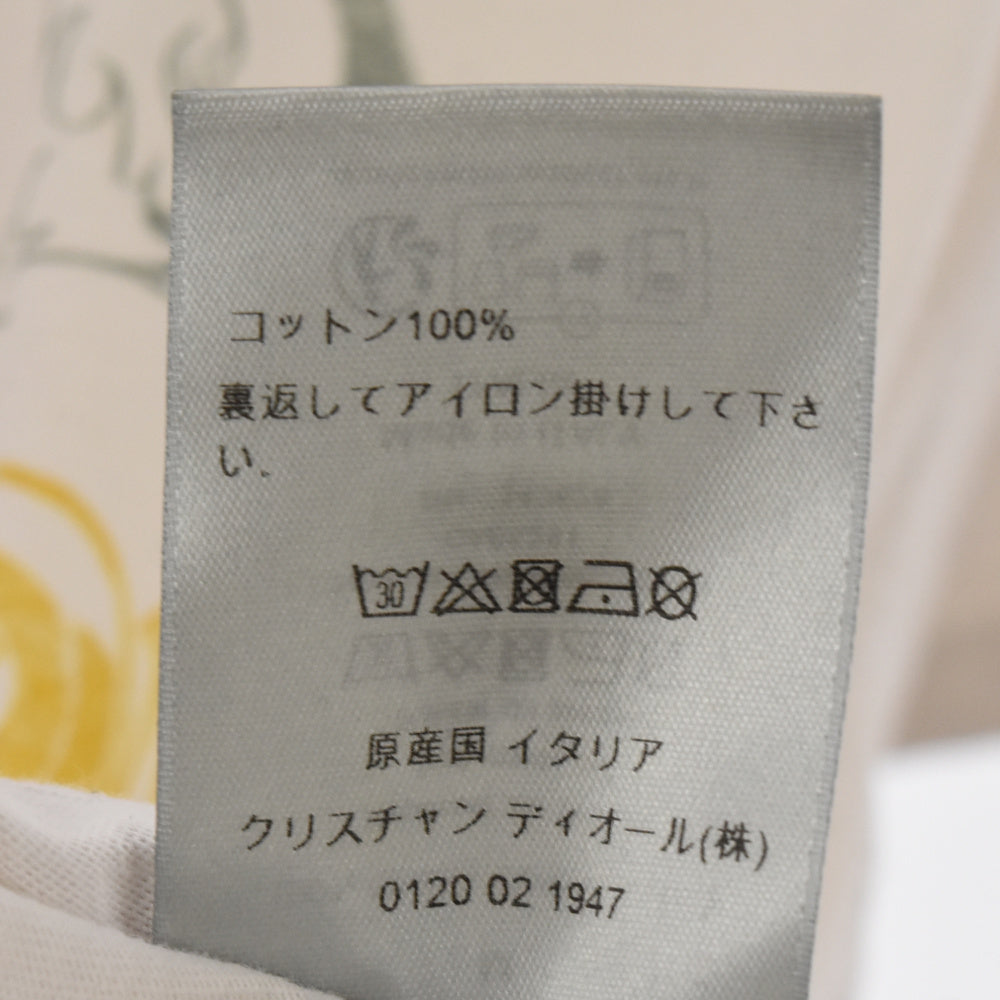 コットン100%
裏返してアイロン掛けして下さ
い.
30
原産国 イタリア
クリスチャン ディオール(株)
0120 02 1947